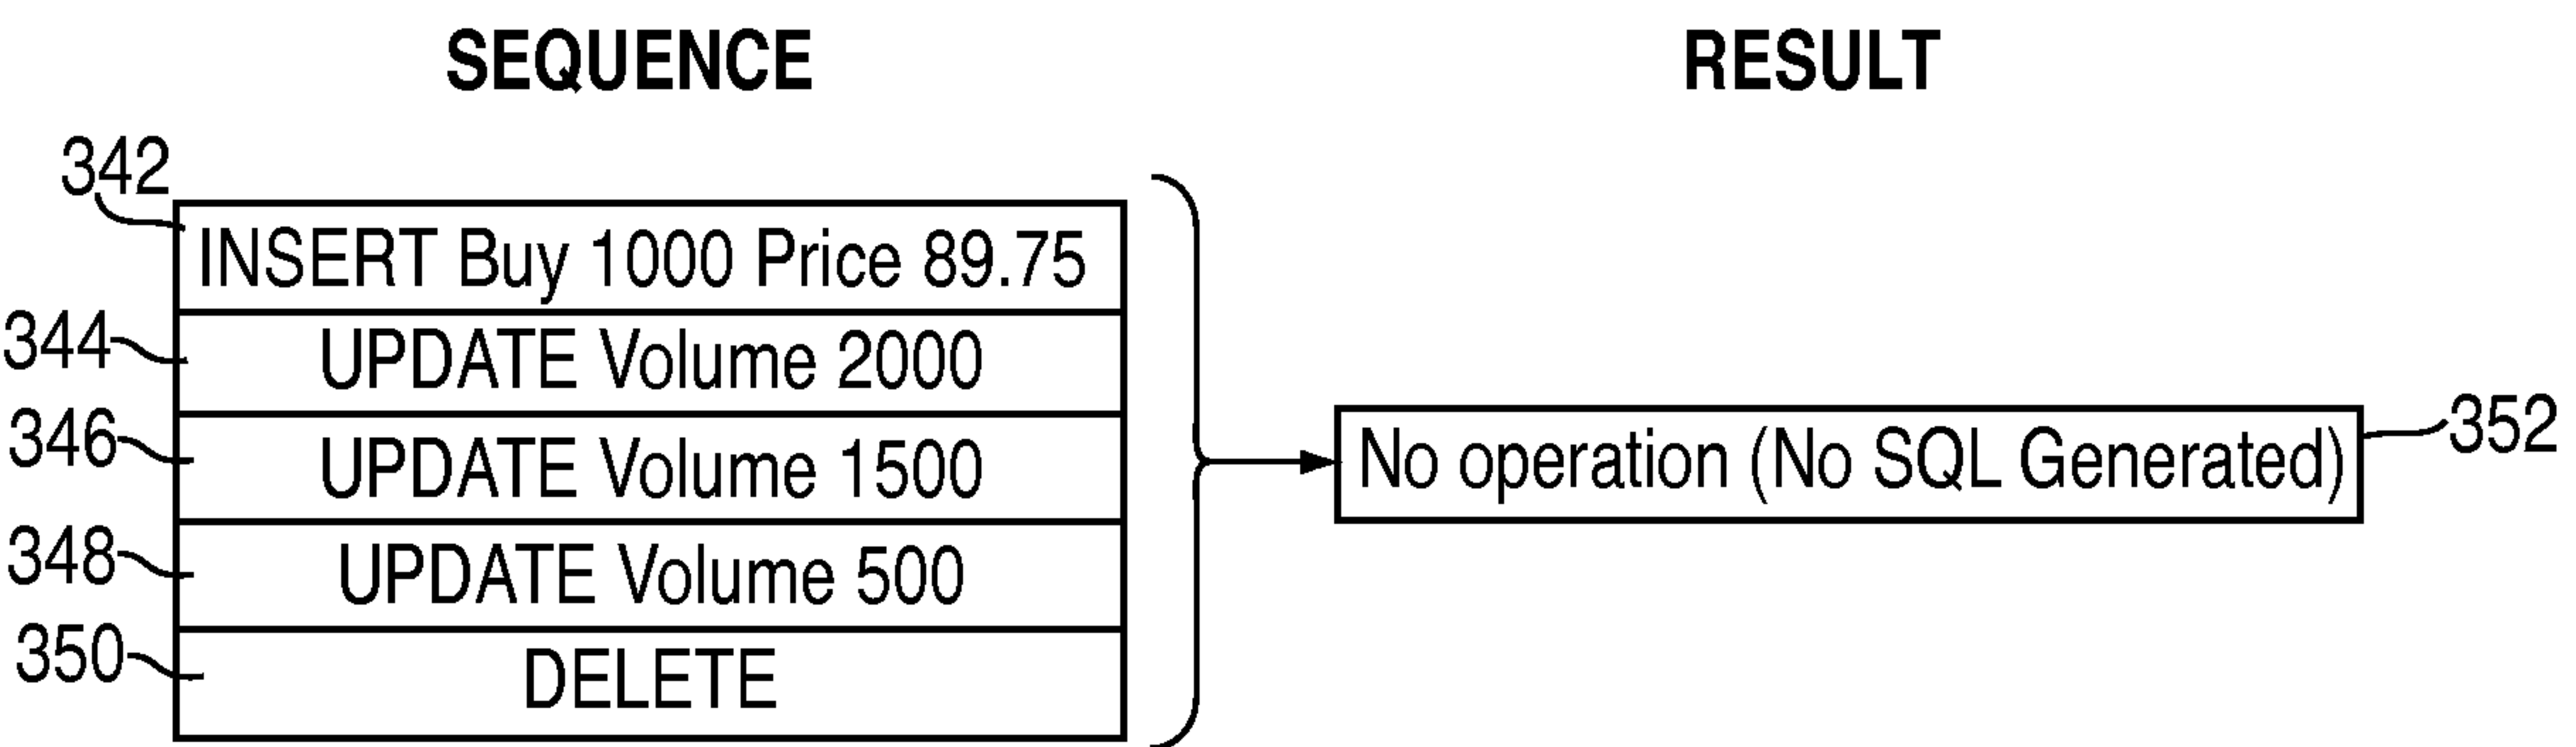 SEQUENCE
RESULT
342
INSERT Buy 1000 Price 89.75
344
UPDATE Volume 2000
346
UPDATE Volume 1500
348
UPDATE Volume 500
350
DELETE
No operation (No SQL Generated)
352